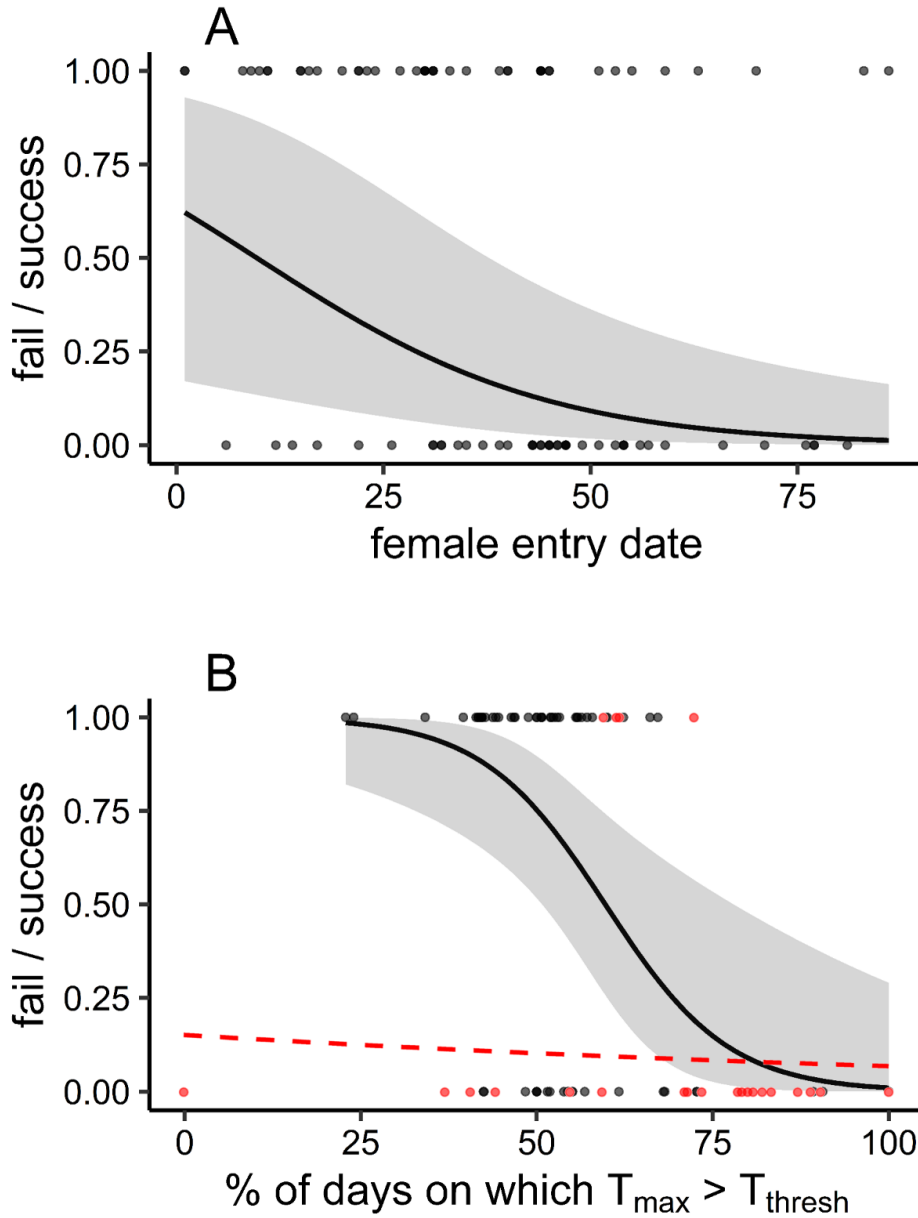 A
1.00
0.75
0.50
0.25
0.00
fail / success
0 25 50 75
female entry date
B
1.00
0.75
0.50
0.25
0.00
fail / success
0 25 50 75 100
% of days on which Tmax > Tthresh